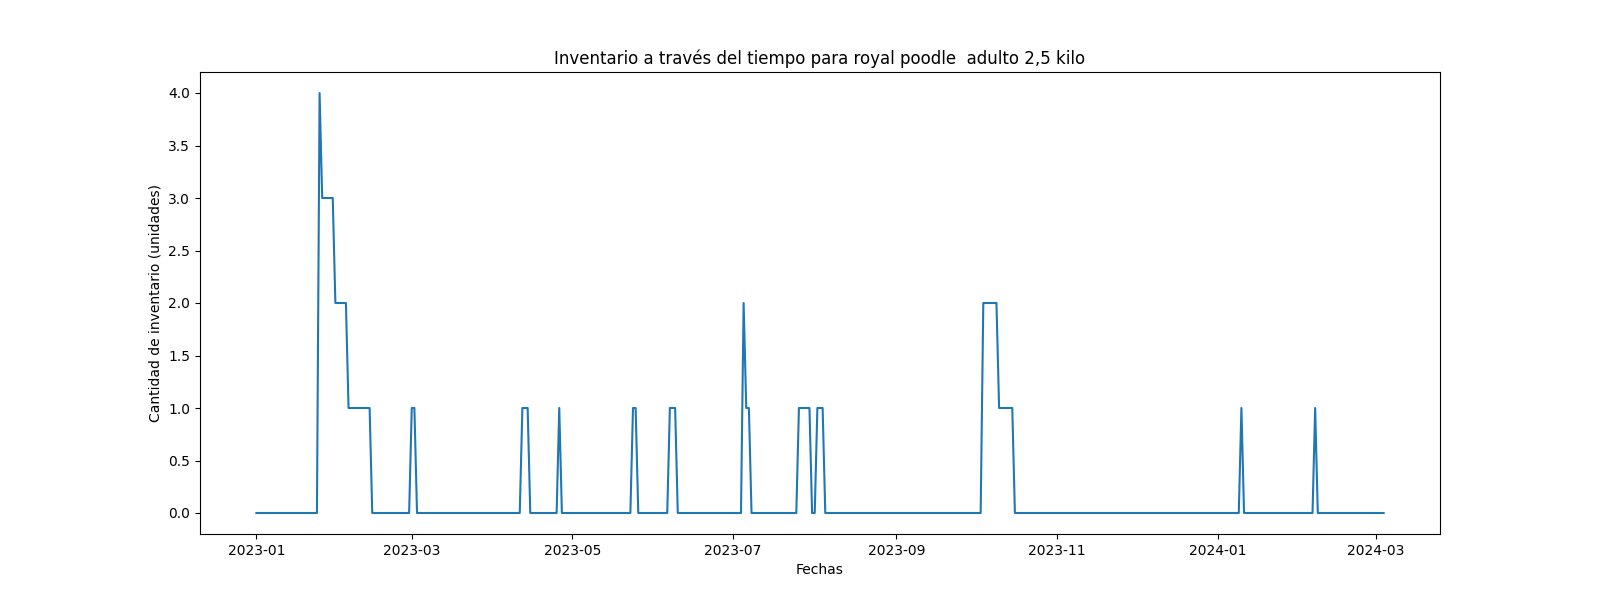 Inventario a través del tiempo para royal poodle  adulto 2,5 kilo
Cantidad de inventario (unidades)
4.0
3.5
3.0
2.5
2.0
1.5
1.0
0.5
0.0
2023-01 2023-03 2023-05 2023-07 2023-09 2023-11 2024-01 2024-03
Fechas